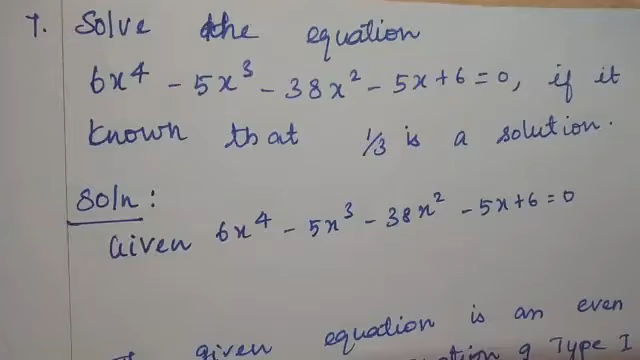 7. Solve the equation
6x⁴ - 5x³ - 38x² - 5x + 6 = 0, if it
known that 1/3 is a solution.
Soln:
Given 6x⁴ - 5x³ - 38x² - 5x + 6 = 0
given equation is an even
Type I